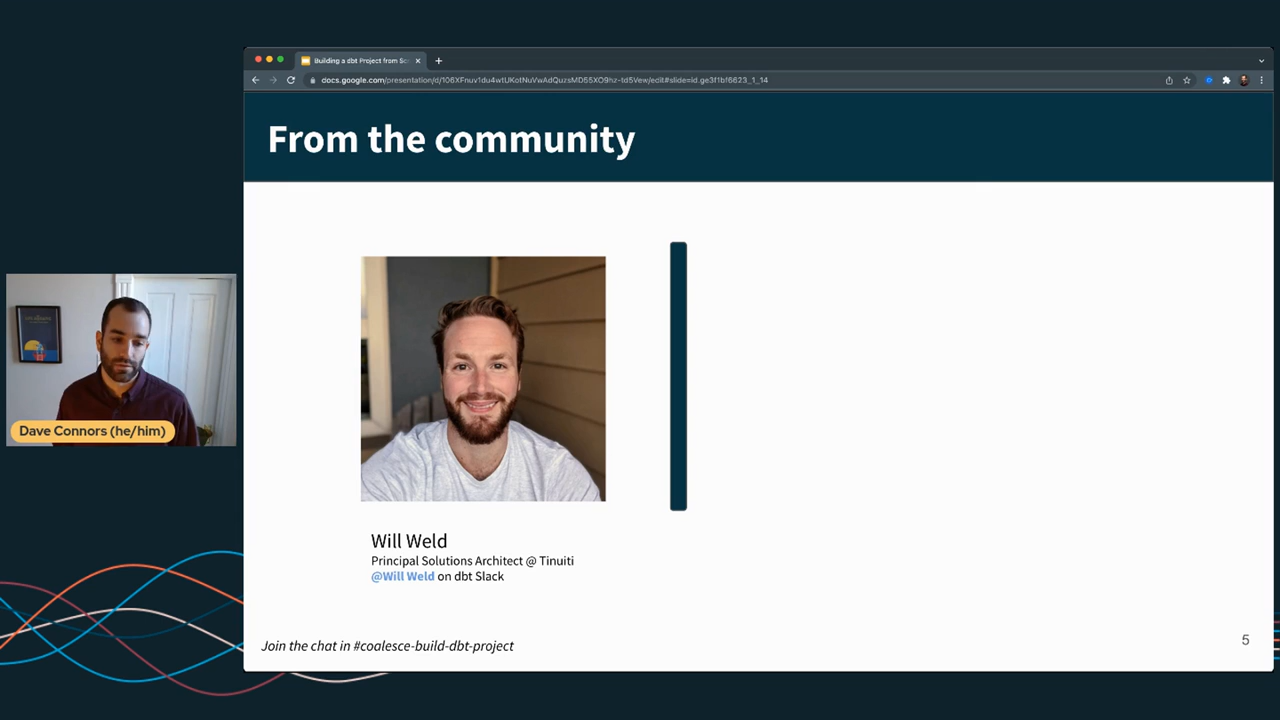 Building a dbt Project from Scr
docs.google.com/presentation/d/106XFnuv1du4wtUKotNuVwAdQuzsMD55XO9hz-td5Vew/edit#slide=id.ge3f1bf6623_1_14
From the community
Dave Connors (he/him)
Will Weld
Principal Solutions Architect @ Tinuiti
@Will Weld on dbt Slack
Join the chat in #coalesce-build-dbt-project
5